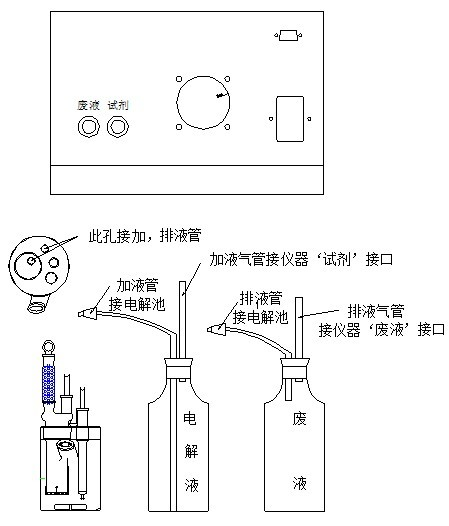 废液 试剂
此孔接加，排液管
加液气管接仪器‘试剂’接口
加液管
接电解池
排液管
接电解池
排液气管
接仪器‘废液’接口
电解液
废液